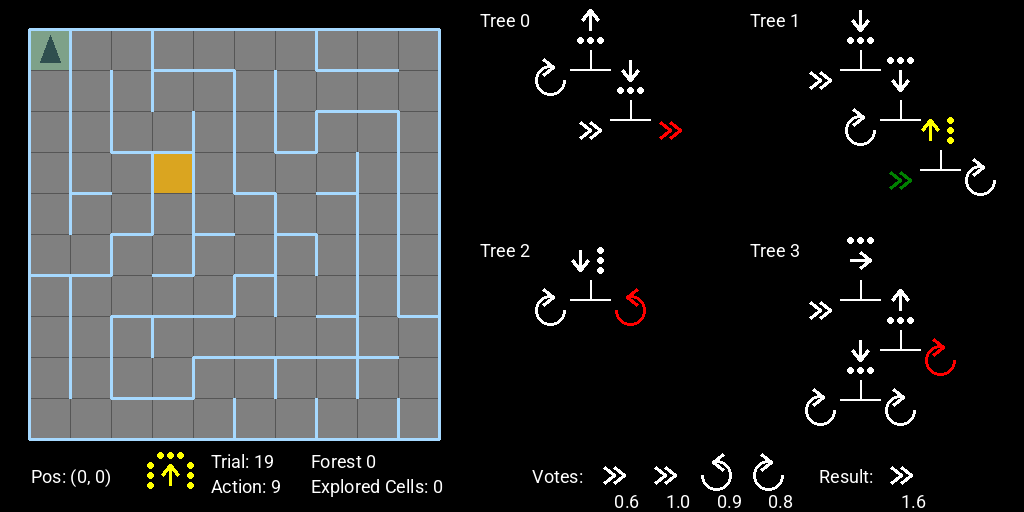 Tree 0
Tree 1
Tree 2
Tree 3
Pos: (0, 0)
Trial: 19
Forest 0
Action: 9
Explored Cells: 0
Votes:
Result:
0.6
1.0
0.9
0.8
1.6